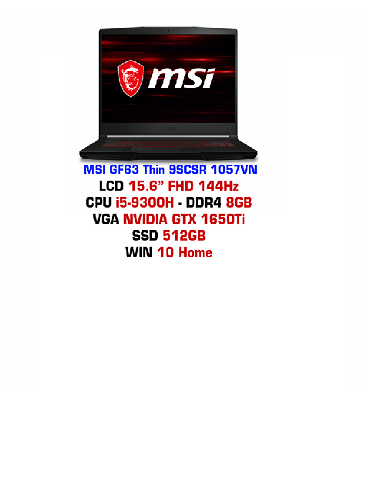 msi
MSI GF63 Thin 9SCSR 1057VN
LCD 15.6" FHD 144Hz
CPU i5-9300H - DDR4 8GB
VGA NVIDIA GTX 1650Ti
SSD 512GB
WIN 10 Home